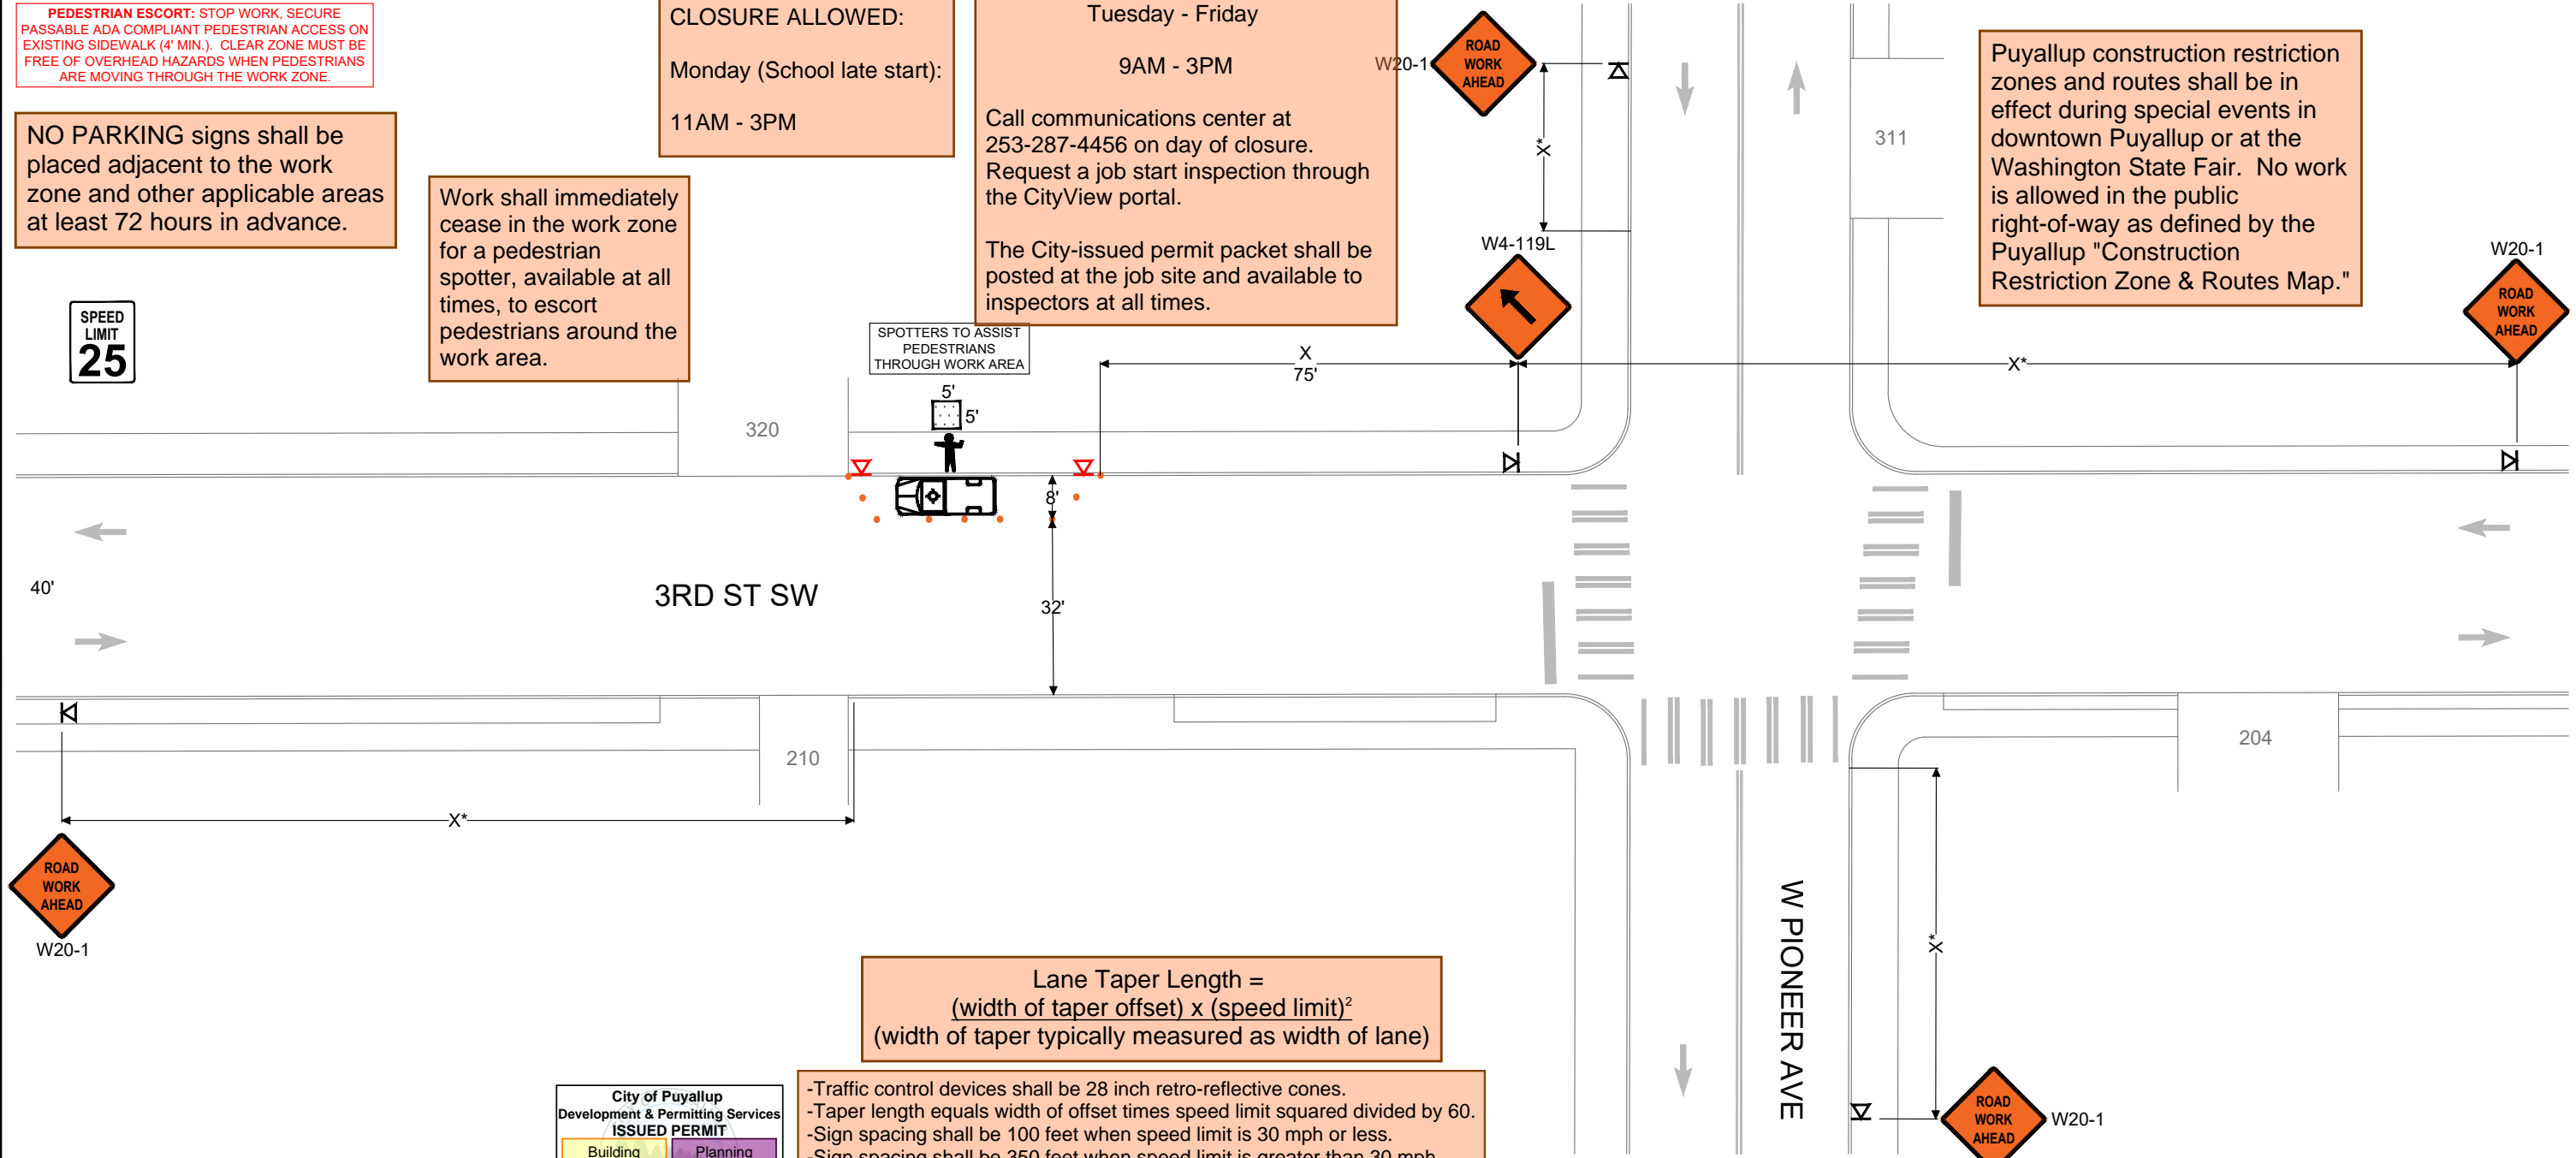 PEDESTRIAN ESCORT: STOP WORK, SECURE
PASSABLE ADA COMPLIANT PEDESTRIAN ACCESS ON
EXISTING SIDEWALK (4' MIN.). CLEAR ZONE MUST BE
FREE OF OVERHEAD HAZARDS WHEN PEDESTRIANS
ARE MOVING THROUGH THE WORK ZONE.
NO PARKING signs shall be
placed adjacent to the work
zone and other applicable areas
at least 72 hours in advance.
Work shall immediately
cease in the work zone
for a pedestrian
spotter, available at all
times, to escort
pedestrians around the
work area.
CLOSURE ALLOWED:
Monday (School late start):
11AM - 3PM
Tuesday - Friday
9AM - 3PM
Call communications center at
253-287-4456 on day of closure.
Request a job start inspection through
the CityView portal.
The City-issued permit packet shall be
posted at the job site and available to
inspectors at all times.
W20-1
ROAD
WORK
AHEAD
X*
311
Puyallup construction restriction
zones and routes shall be in
effect during special events in
downtown Puyallup or at the
Washington State Fair. No work
is allowed in the public
right-of-way as defined by the
Puyallup "Construction
Restriction Zone & Routes Map."
W4-119L
W20-1
ROAD
WORK
AHEAD
SPEED
LIMIT
25
SPOTTERS TO ASSIST
PEDESTRIANS
THROUGH WORK AREA
X
75'
X*
5'
5'
320
8'
40'
3RD ST SW
32'
210
204
X*
ROAD
WORK
AHEAD
W20-1
W PIONEER AVE
X*
Lane Taper Length =
(width of taper offset) x (speed limit)²
(width of taper typically measured as width of lane)
City of Puyallup
Development & Permitting Services
ISSUED PERMIT
Building
Planning
-Traffic control devices shall be 28 inch retro-reflective cones.
-Taper length equals width of offset times speed limit squared divided by 60.
-Sign spacing shall be 100 feet when speed limit is 30 mph or less.
-Sign spacing shall be 350 feet when speed limit is greater than 30 mph
ROAD
WORK
AHEAD
W20-1